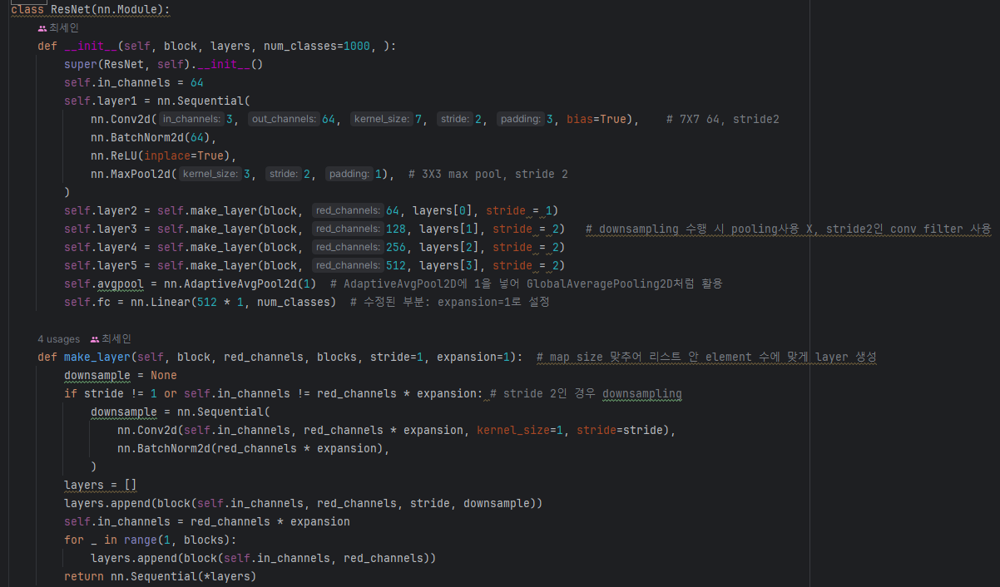 class ResNet(nn.Module):
최세인
def __init__(self, block, layers, num_classes=1000, ):
super(ResNet, self).__init__()
self.in_channels = 64
self.layer1 = nn.Sequential(
nn.Conv2d( in_channels: 3, out_channels: 64, kernel_size: 7, stride: 2, padding: 3, bias=True), # 7X7 64, stride2
nn.BatchNorm2d(64),
nn.ReLU(inplace=True),
nn.MaxPool2d( kernel_size: 3, stride: 2, padding: 1), # 3X3 max pool, stride 2
)
self.layer2 = self.make_layer(block, red_channels: 64, layers[0], stride = 1)
self.layer3 = self.make_layer(block, red_channels: 128, layers[1], stride = 2) # downsampling 수행 시 pooling사용 X, stride2인 conv filter 사용
self.layer4 = self.make_layer(block, red_channels: 256, layers[2], stride = 2)
self.layer5 = self.make_layer(block, red_channels: 512, layers[3], stride = 2)
self.avgpool = nn.AdaptiveAvgPool2d(1) # AdaptiveAvgPool2D에 1을 넣어 GlobalAveragePooling2D처럼 활용
self.fc = nn.Linear(512 * 1, num_classes) # 수정된 부분: expansion=1로 설정
4 usages 최세인
def make_layer(self, block, red_channels, blocks, stride=1, expansion=1): # map size 맞추어 리스트 안 element 수에 맞게 layer 생성
downsample = None
if stride != 1 or self.in_channels != red_channels * expansion: # stride 2인 경우 downsampling
downsample = nn.Sequential(
nn.Conv2d(self.in_channels, red_channels * expansion, kernel_size=1, stride=stride),
nn.BatchNorm2d(red_channels * expansion),
)
layers = []
layers.append(block(self.in_channels, red_channels, stride, downsample))
self.in_channels = red_channels * expansion
for _ in range(1, blocks):
layers.append(block(self.in_channels, red_channels))
return nn.Sequential(*layers)